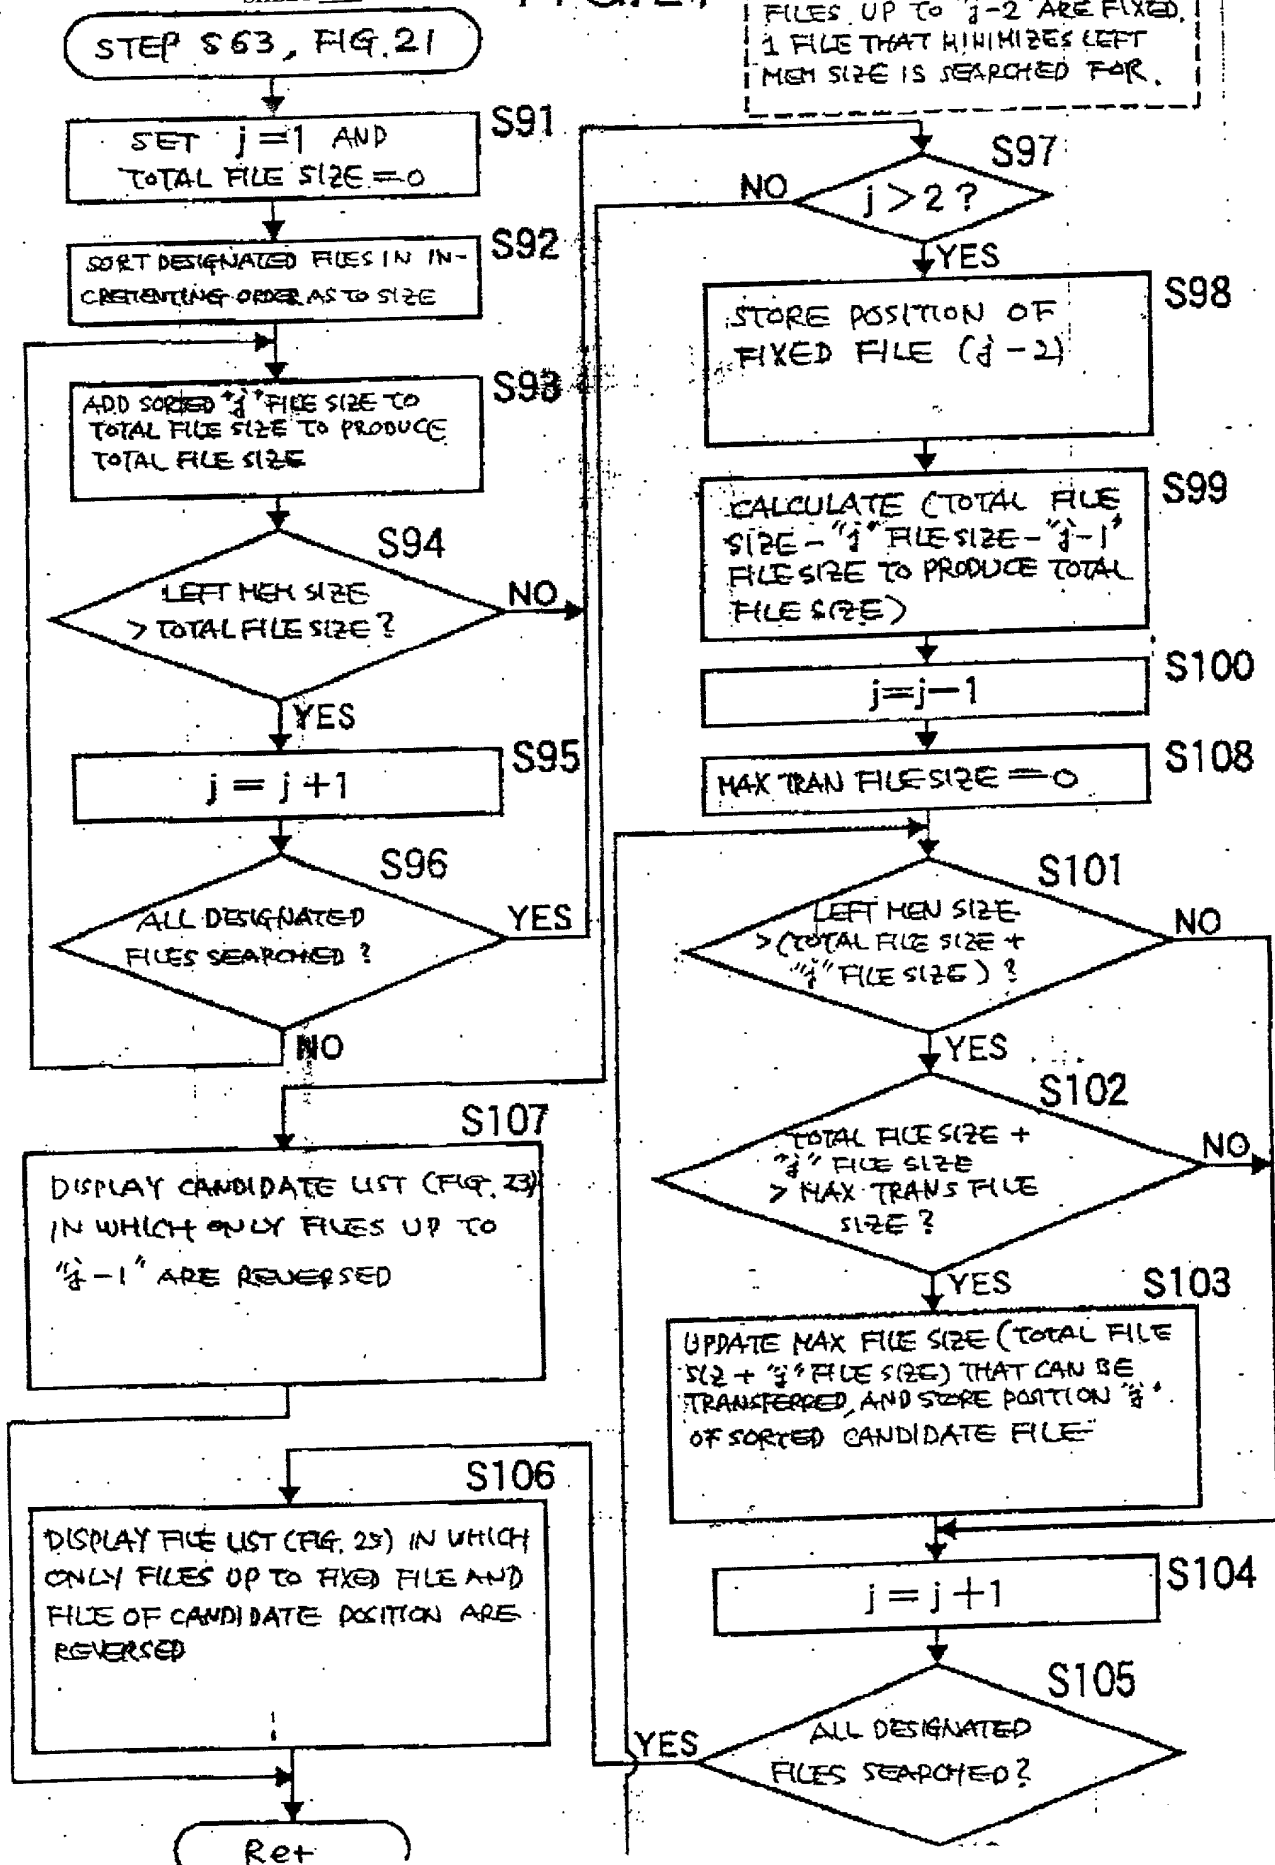 STEP S63, FIG.21
FILES UP TO "j-2" ARE FIXED.
1 FILE THAT MINIMIZES LEFT
MEM SIZE IS SEARCHED FOR.
S91
SET j=1 AND
TOTAL FILE SIZE=0
S92
SORT DESIGNATED FILES IN IN-
CREMENTING ORDER AS TO SIZE
S93
ADD SORTED "j" FILE SIZE TO
TOTAL FILE SIZE TO PRODUCE
TOTAL FILE SIZE
S94
LEFT MEM SIZE
> TOTAL FILE SIZE?
NO
YES
S95
j = j+1
S96
ALL DESIGNATED
FILES SEARCHED?
YES
NO
S107
DISPLAY CANDIDATE LIST (FIG. 23)
IN WHICH ONLY FILES UP TO
"j-1" ARE REVERSED
S106
DISPLAY FILE LIST (FIG. 25) IN WHICH
ONLY FILES UP TO FIXED FILE AND
FILE OF CANDIDATE POSITION ARE
REVERSED
Ret
S97
NO
j > 2?
YES
S98
STORE POSITION OF
FIXED FILE (j-2)
S99
CALCULATE (TOTAL FILE
SIZE-"j" FILE SIZE-"j-1"
FILE SIZE TO PRODUCE TOTAL
FILE SIZE)
S100
j=j-1
S108
MAX TRAN FILE SIZE=0
S101
LEFT MEN SIZE
>(TOTAL FILE SIZE+
"j" FILE SIZE)?
NO
YES
S102
TOTAL FILE SIZE+
"j" FILE SIZE
> MAX TRANS FILE
SIZE?
NO
YES
S103
UPDATE MAX FILE SIZE (TOTAL FILE
SIZ + "j" FILE SIZE) THAT CAN BE
TRANSFERRED, AND STORE POSITION "j"
OF SORTED CANDIDATE FILE
S104
j = j+1
S105
ALL DESIGNATED
FILES SEARCHED?
YES